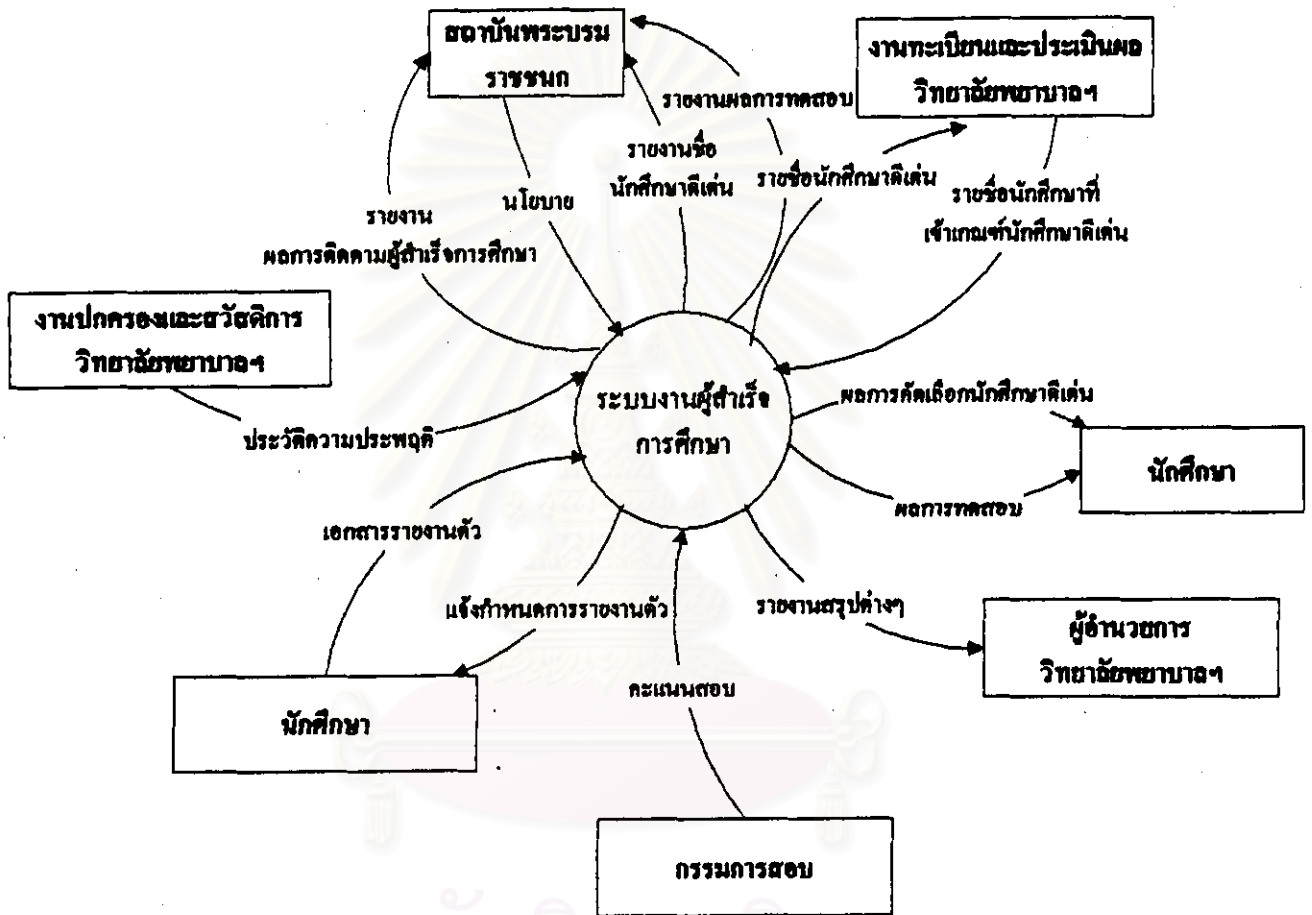 สถาบันพระบรม
ราชชนก
งานทะเบียนและประเมินผล
วิทยาลัยพยาบาลฯ
รายงานผลการทดสอบ
รายงานชื่อ
นักศึกษาดีเด่น
รายชื่อนักศึกษาดีเด่น
รายชื่อนักศึกษาที่
เข้าเกณฑ์นักศึกษาดีเด่น
นโยบาย
รายงาน
ผลการติดตามผู้สำเร็จการศึกษา
งานปกครองและสวัสดิการ
วิทยาลัยพยาบาลฯ
ระบบงานผู้สำเร็จ
การศึกษา
ผลการคัดเลือกนักศึกษาดีเด่น
ประวัติความประพฤติ
นักศึกษา
ผลการทดสอบ
เอกสารรายงานตัว
แจ้งกำหนดการรายงานตัว
รายงานสรุปต่างๆ
ผู้อำนวยการ
วิทยาลัยพยาบาลฯ
คะแนนสอบ
นักศึกษา
กรรมการสอบ